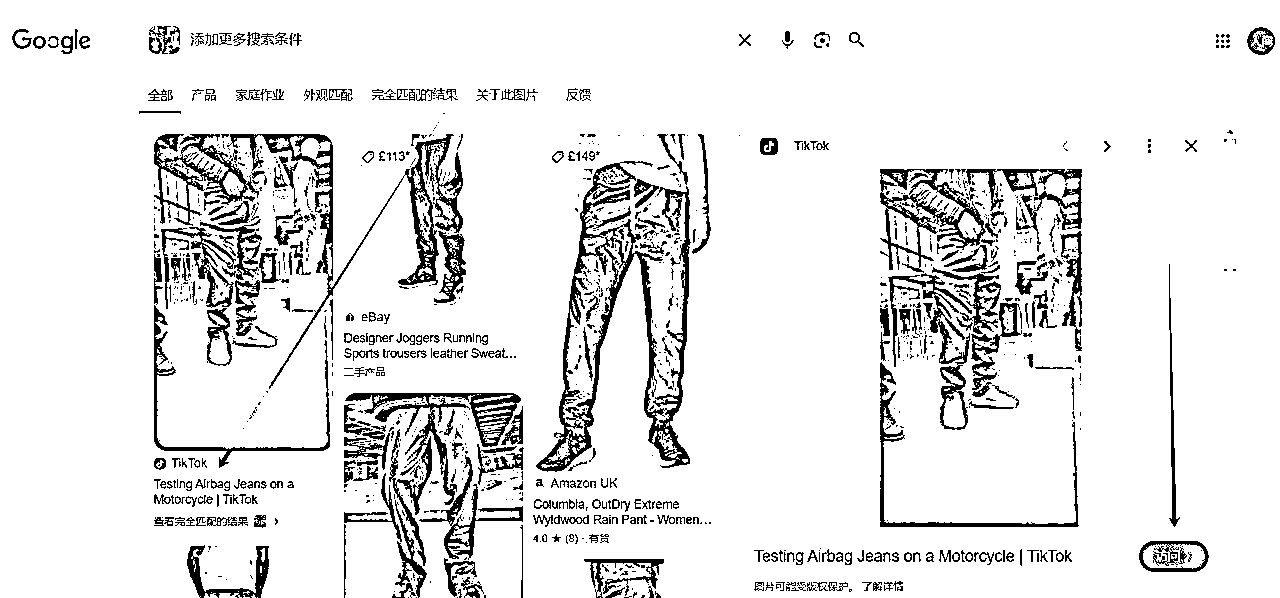 Google
添加更多搜索条件
全部 产品 家庭作业 外观匹配 完全匹配的结果 关于此图片 反馈
£113*
£149*
TikTok
eBay
Designer Joggers Running
Sports trousers leather Sweat...
二手产品
TikTok
Testing Airbag Jeans on a
Motorcycle | TikTok
查看完全匹配的结果
a Amazon UK
Columbia, OutDry Extreme
Wyldwood Rain Pant - Women...
4.0 ★ (8) · 有货
Testing Airbag Jeans on a Motorcycle | TikTok
访问
图片可能受版权保护。 了解详情